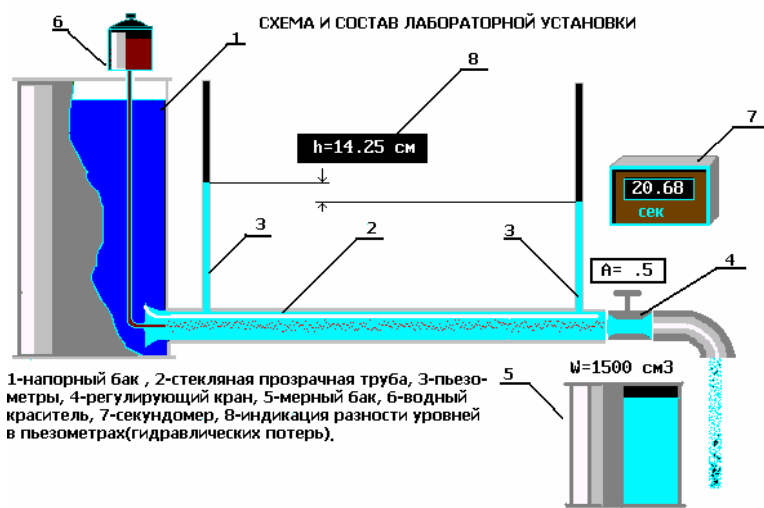 СХЕМА И СОСТАВ ЛАБОРАТОРНОЙ УСТАНОВКИ
6
1
8
7
h=14.25 см
20.68
сек
3
2
3
A= .5
4
5
W=1500 см3
1-напорный бак , 2-стекляная прозрачная труба, 3-пьезо-
метры, 4-регулирующий кран, 5-мерный бак, 6-водный
краситель, 7-секундомер, 8-индикация разности уровней
в пьезометрах(гидравлических потерь).